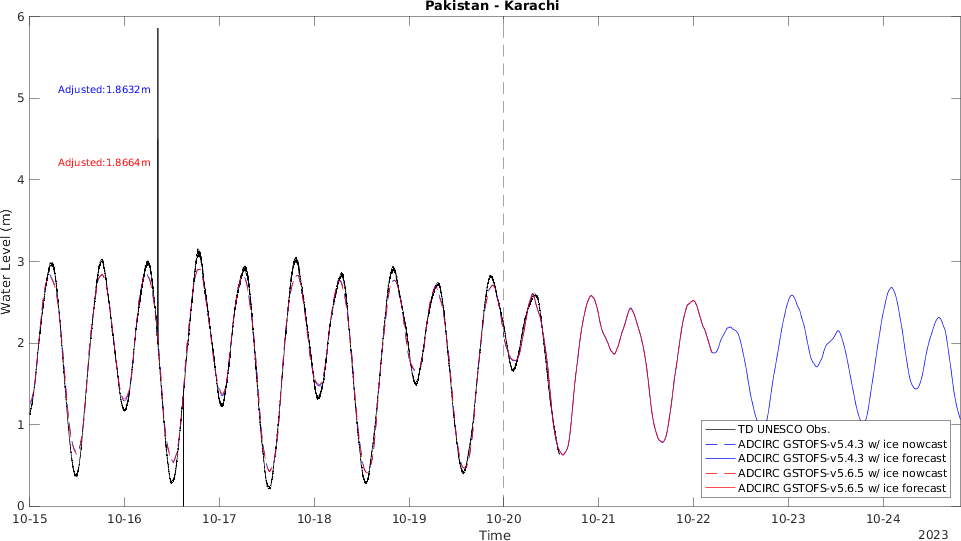 Pakistan - Karachi
6
5
4
3
2
1
0
Water Level (m)
Adjusted:1.8632m
Adjusted:1.8664m
TD UNESCO Obs.
ADCIRC GSTOFS-v5.4.3 w/ ice nowcast
ADCIRC GSTOFS-v5.4.3 w/ ice forecast
ADCIRC GSTOFS-v5.6.5 w/ ice nowcast
ADCIRC GSTOFS-v5.6.5 w/ ice forecast
10-15 10-16 10-17 10-18 10-19 10-20 10-21 10-22 10-23 10-24
Time
2023